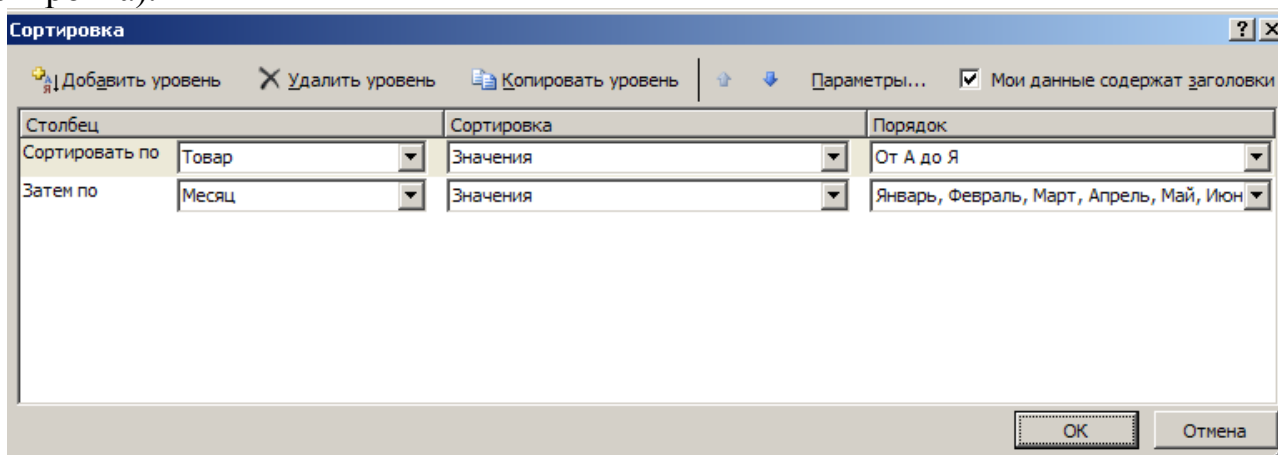 Сортировка
Добавить уровень Удалить уровень Копировать уровень Параметры... Мои данные содержат заголовки
Столбец Сортировка Порядок
Сортировать по Товар Значения От А до Я
Затем по Месяц Значения Январь, Февраль, Март, Апрель, Май, Июн
ОК Отмена